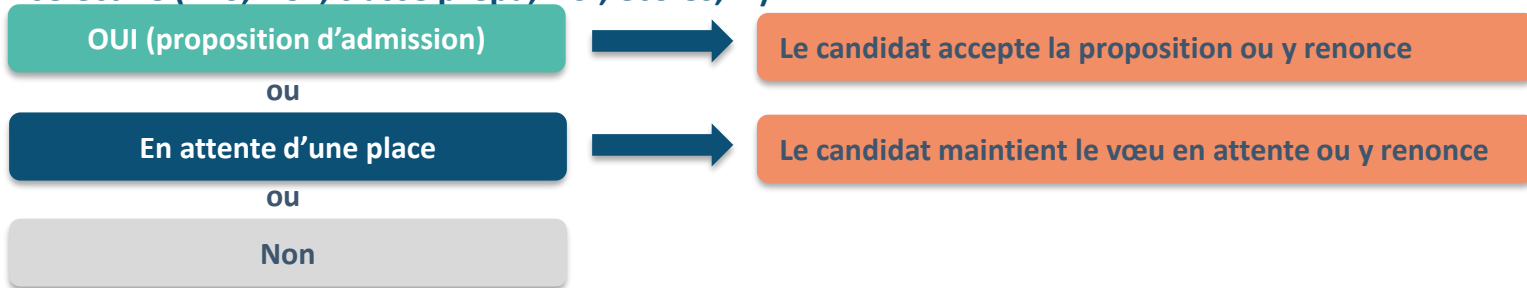 OUI (proposition d’admission)
Le candidat accepte la proposition ou y renonce
ou
En attente d’une place
Le candidat maintient le vœu en attente ou y renonce
ou
Non